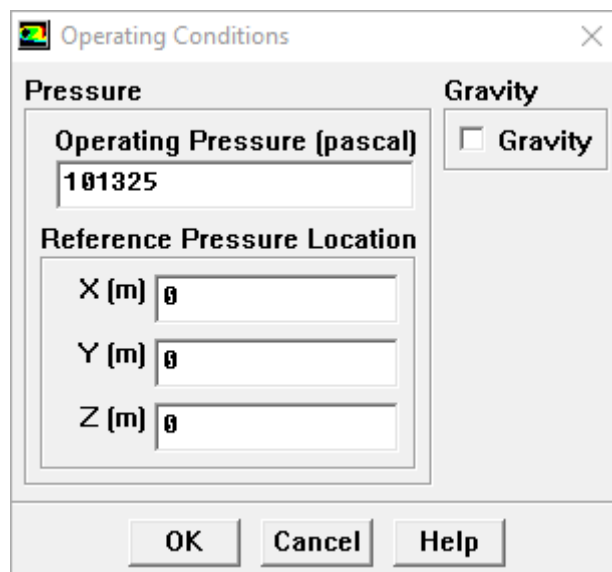 Operating Conditions
Pressure
Operating Pressure (pascal)
101325
Reference Pressure Location
X (m) 0
Y (m) 0
Z (m) 0
Gravity
Gravity
OK Cancel Help